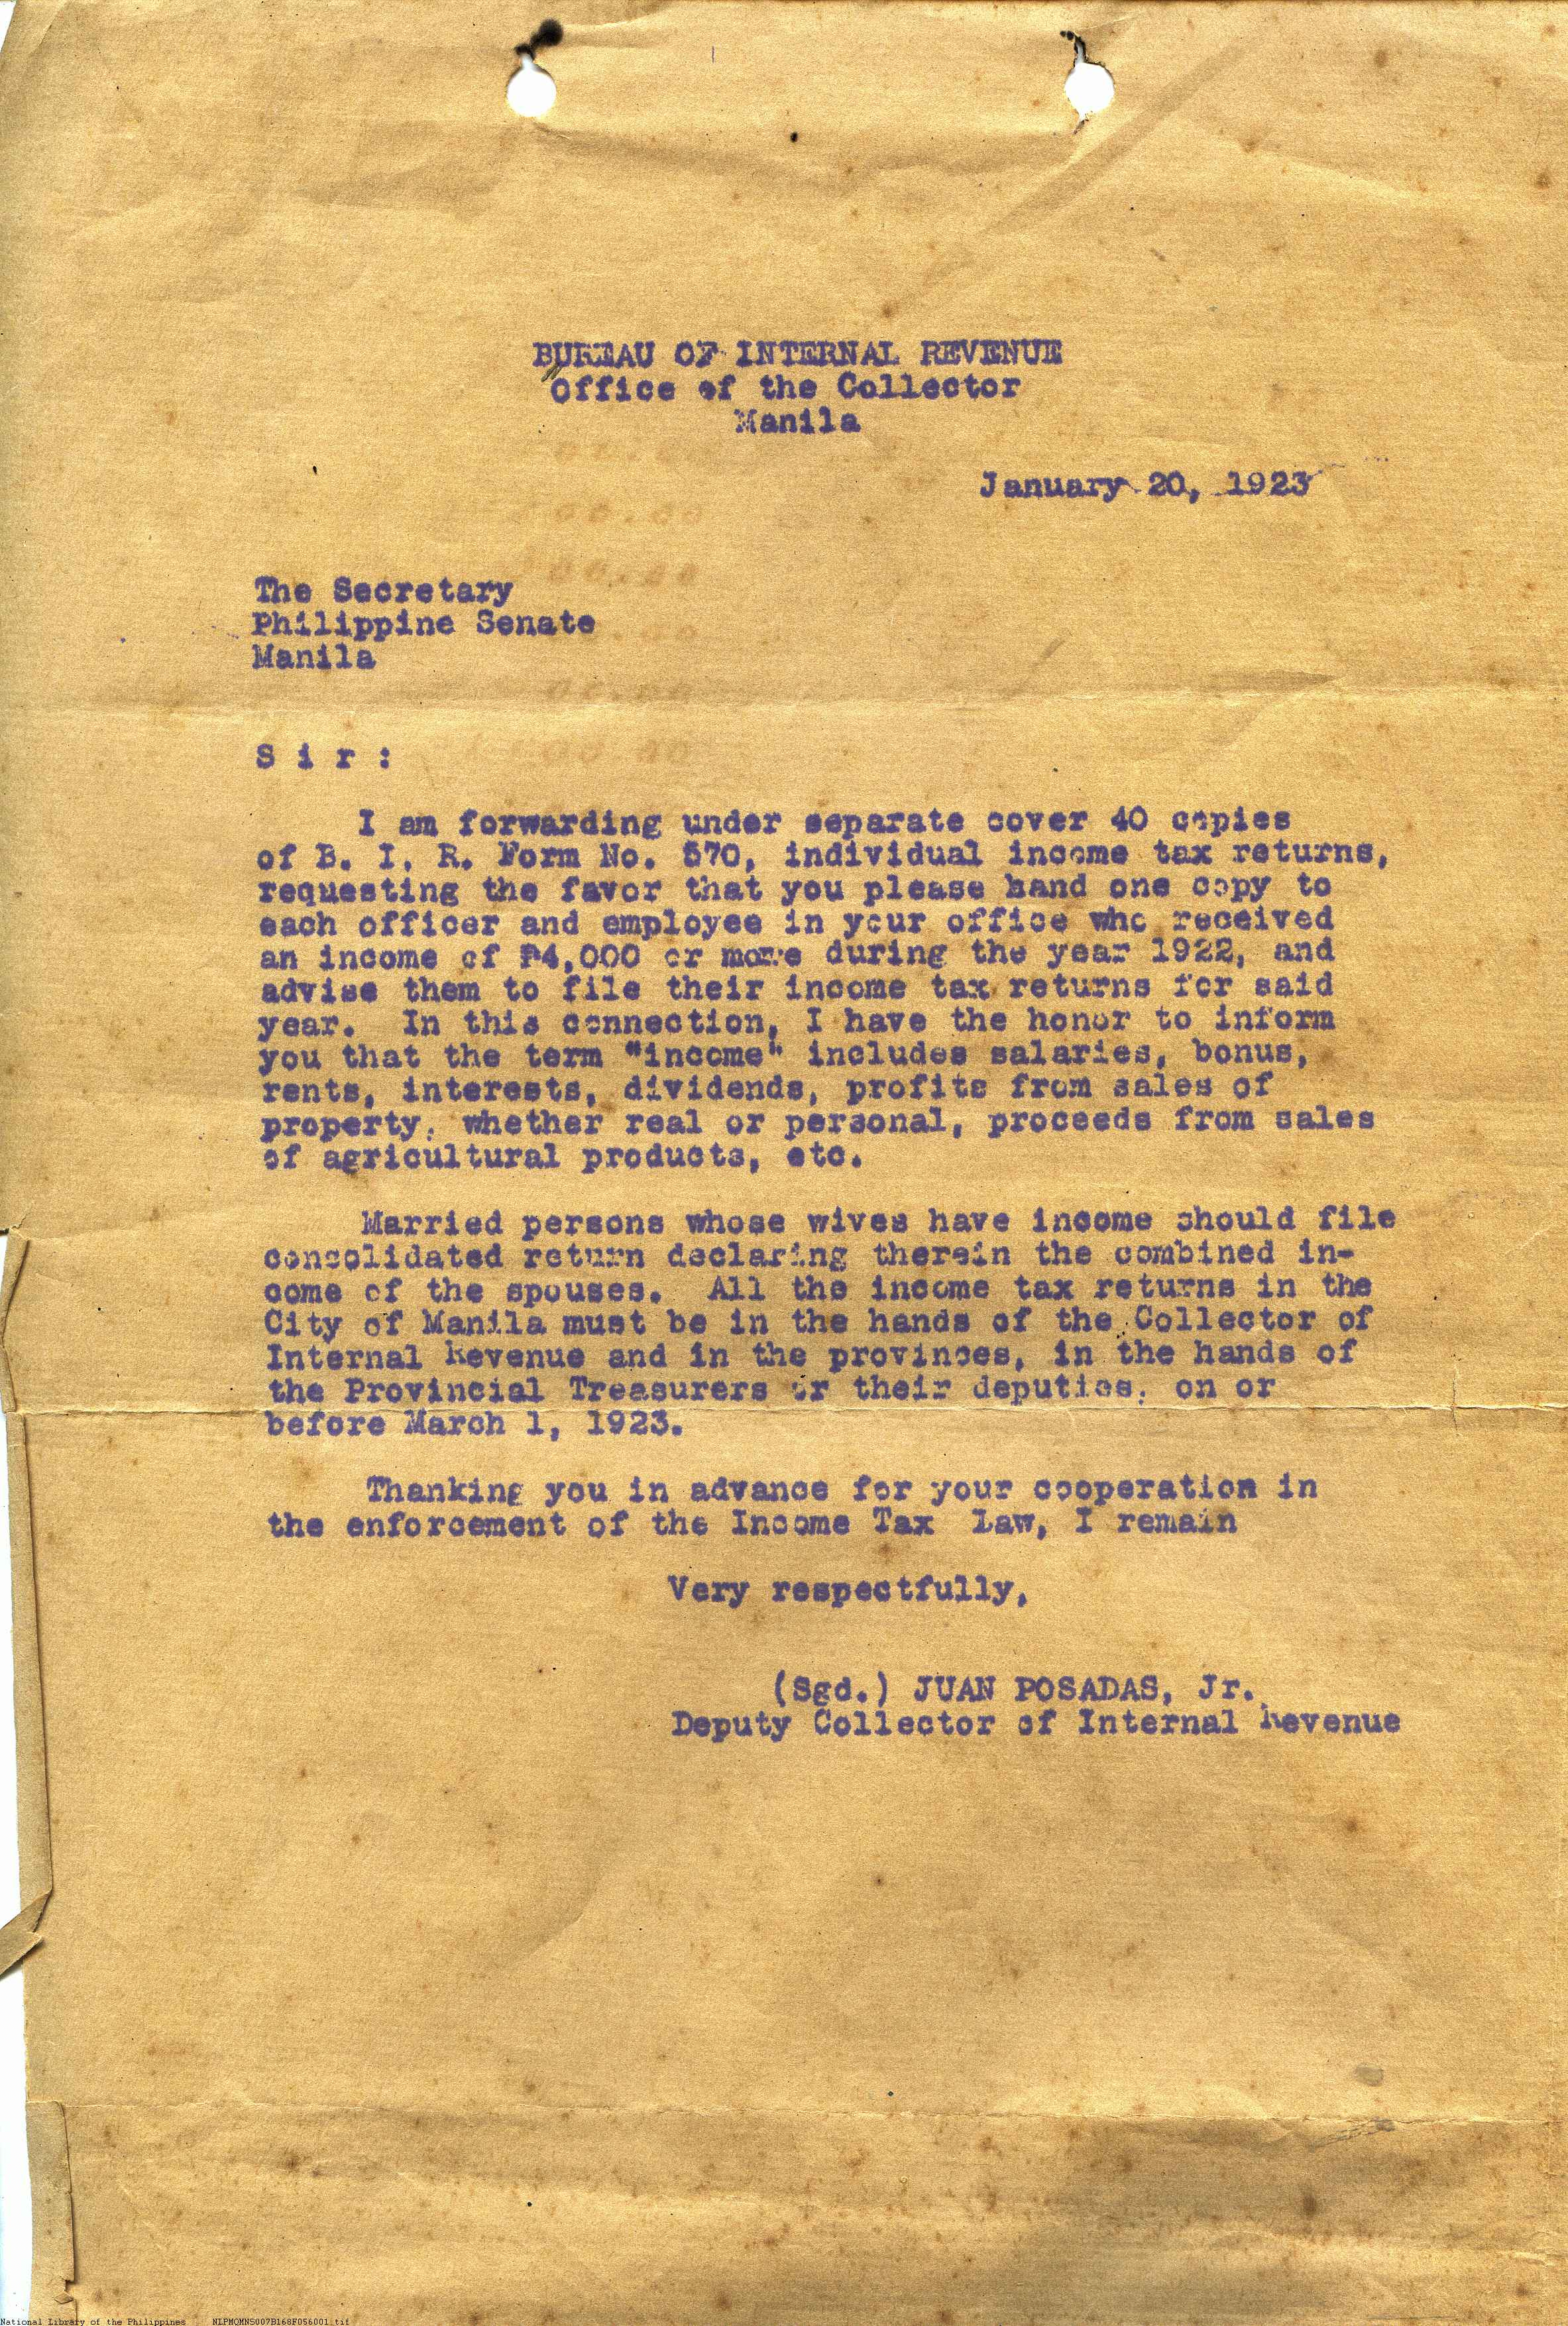 BUREAU OF INTERNAL REVENUE
Office of the Collector
Manila
January 20, 1923
The Secretary
Philippine Senate
Manila
S i r :
I am forwarding under separate cover 40 copies
of B. I. R. Form No. 570, individual income tax returns,
requesting the favor that you please hand one copy to
each officer and employee in your office who received
an income of ₱4,000 or more during the year 1922, and
advise them to file their income tax returns for said
year. In this connection, I have the honor to inform
you that the term "income" includes salaries, bonus,
rents, interests, dividends, profits from sales of
property, whether real or personal, proceeds from sales
of agricultural products, etc.
Married persons whose wives have income should file
consolidated return declaring therein the combined in-
come of the spouses. All the income tax returns in the
City of Manila must be in the hands of the Collector of
Internal Revenue and in the provinces, in the hands of
the Provincial Treasurers or their deputies, on or
before March 1, 1923.
Thanking you in advance for your cooperation in
the enforcement of the Income Tax Law, I remain
Very respectfully,
(Sgd.) JUAN POSADAS, Jr.
Deputy Collector of Internal Revenue
National Library of the Philippines NLPMOMNS007B168F056001.tif